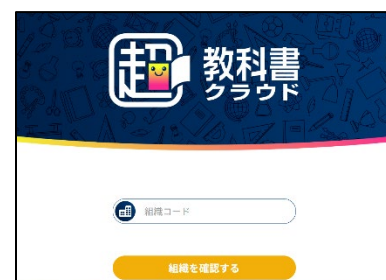 超
教科書
クラウド
組織コード
組織を確認する